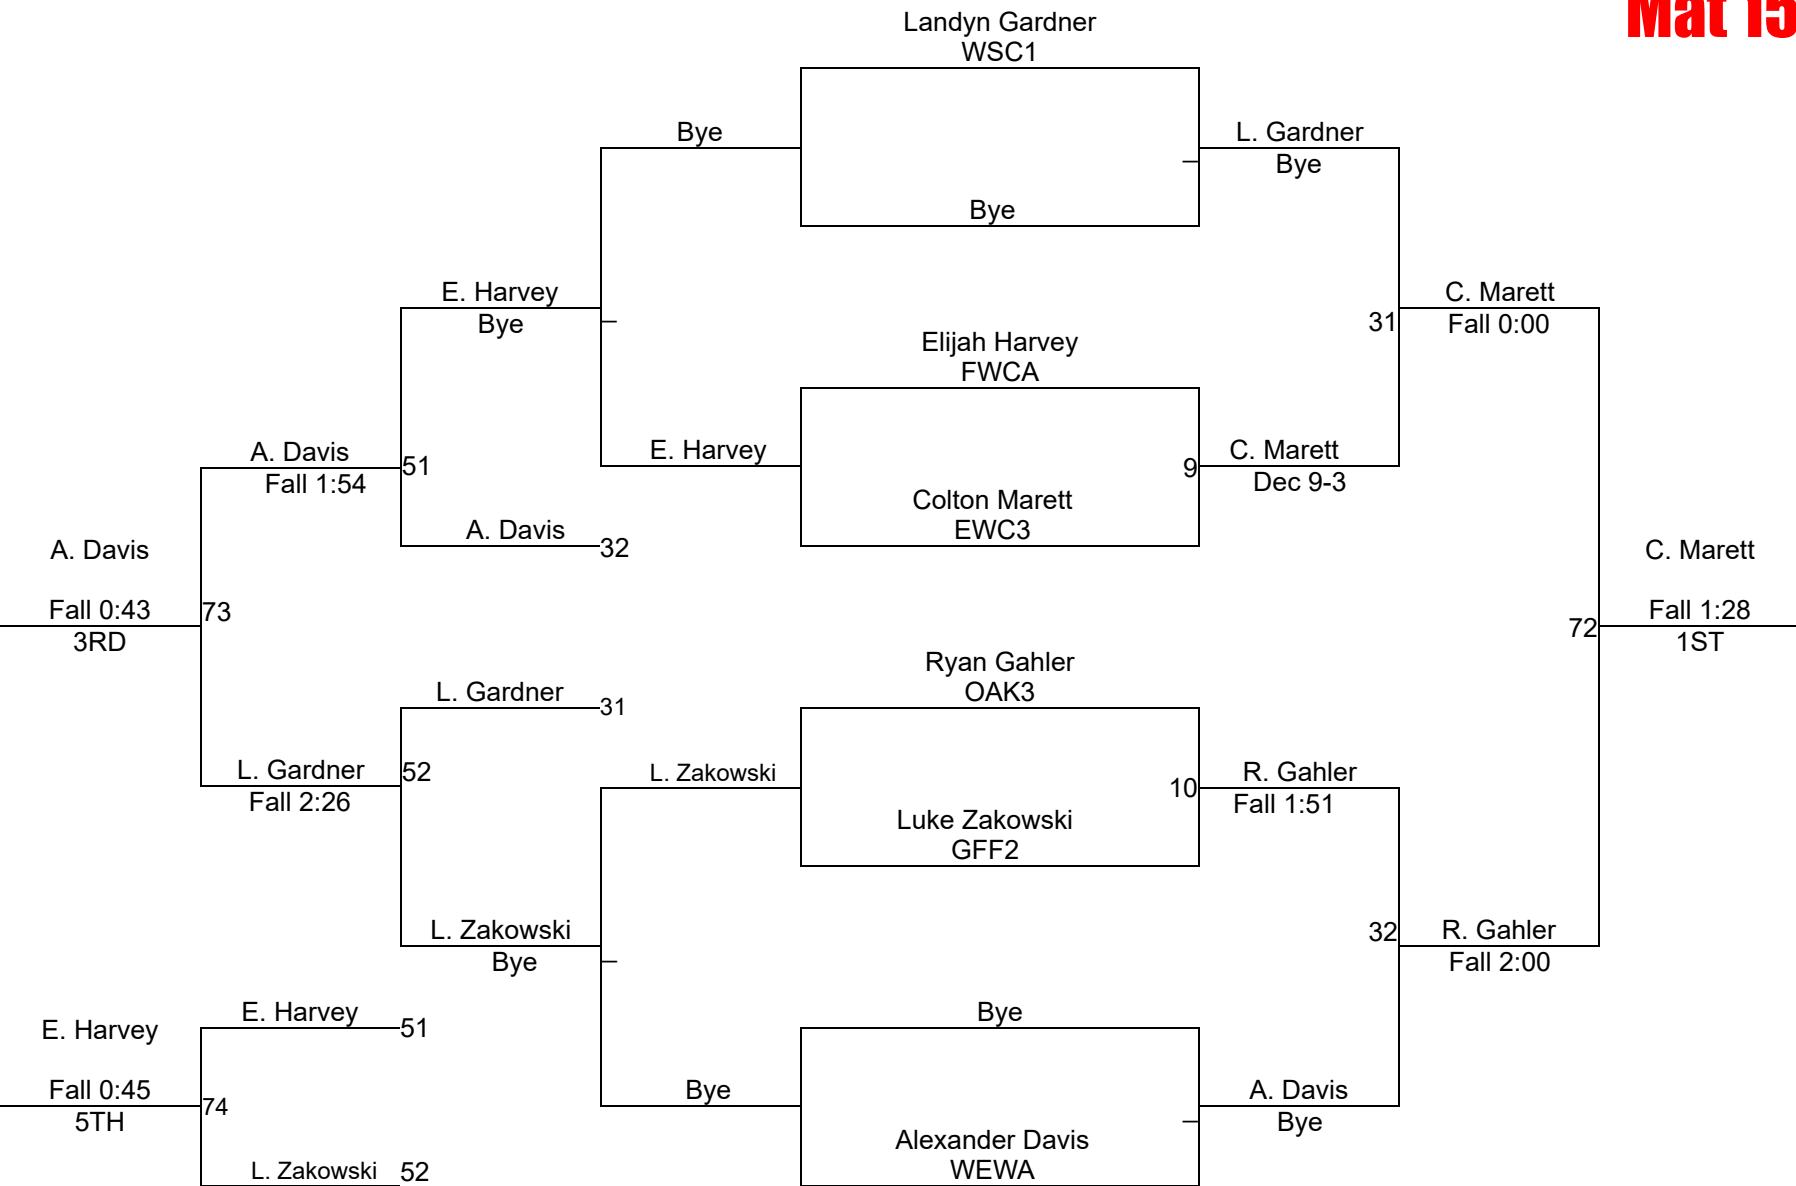 Mat 15
Landyn Gardner
WSC1
Bye
L. Gardner
Bye
Bye
E. Harvey
Bye
C. Marett
31
Fall 0:00
Elijah Harvey
FWCA
A. Davis
51
Fall 1:54
E. Harvey
9
C. Marett
Dec 9-3
Colton Marett
EWC3
A. Davis
32
A. Davis
Fall 0:43
73
3RD
C. Marett
Fall 1:28
72
1ST
Ryan Gahler
OAK3
L. Gardner
31
L. Gardner
52
Fall 2:26
L. Zakowski
10
R. Gahler
Fall 1:51
Luke Zakowski
GFF2
L. Zakowski
Bye
32
R. Gahler
Fall 2:00
E. Harvey
51
Bye
E. Harvey
Fall 0:45
74
5TH
Bye
A. Davis
Bye
Alexander Davis
WEWA
L. Zakowski
52